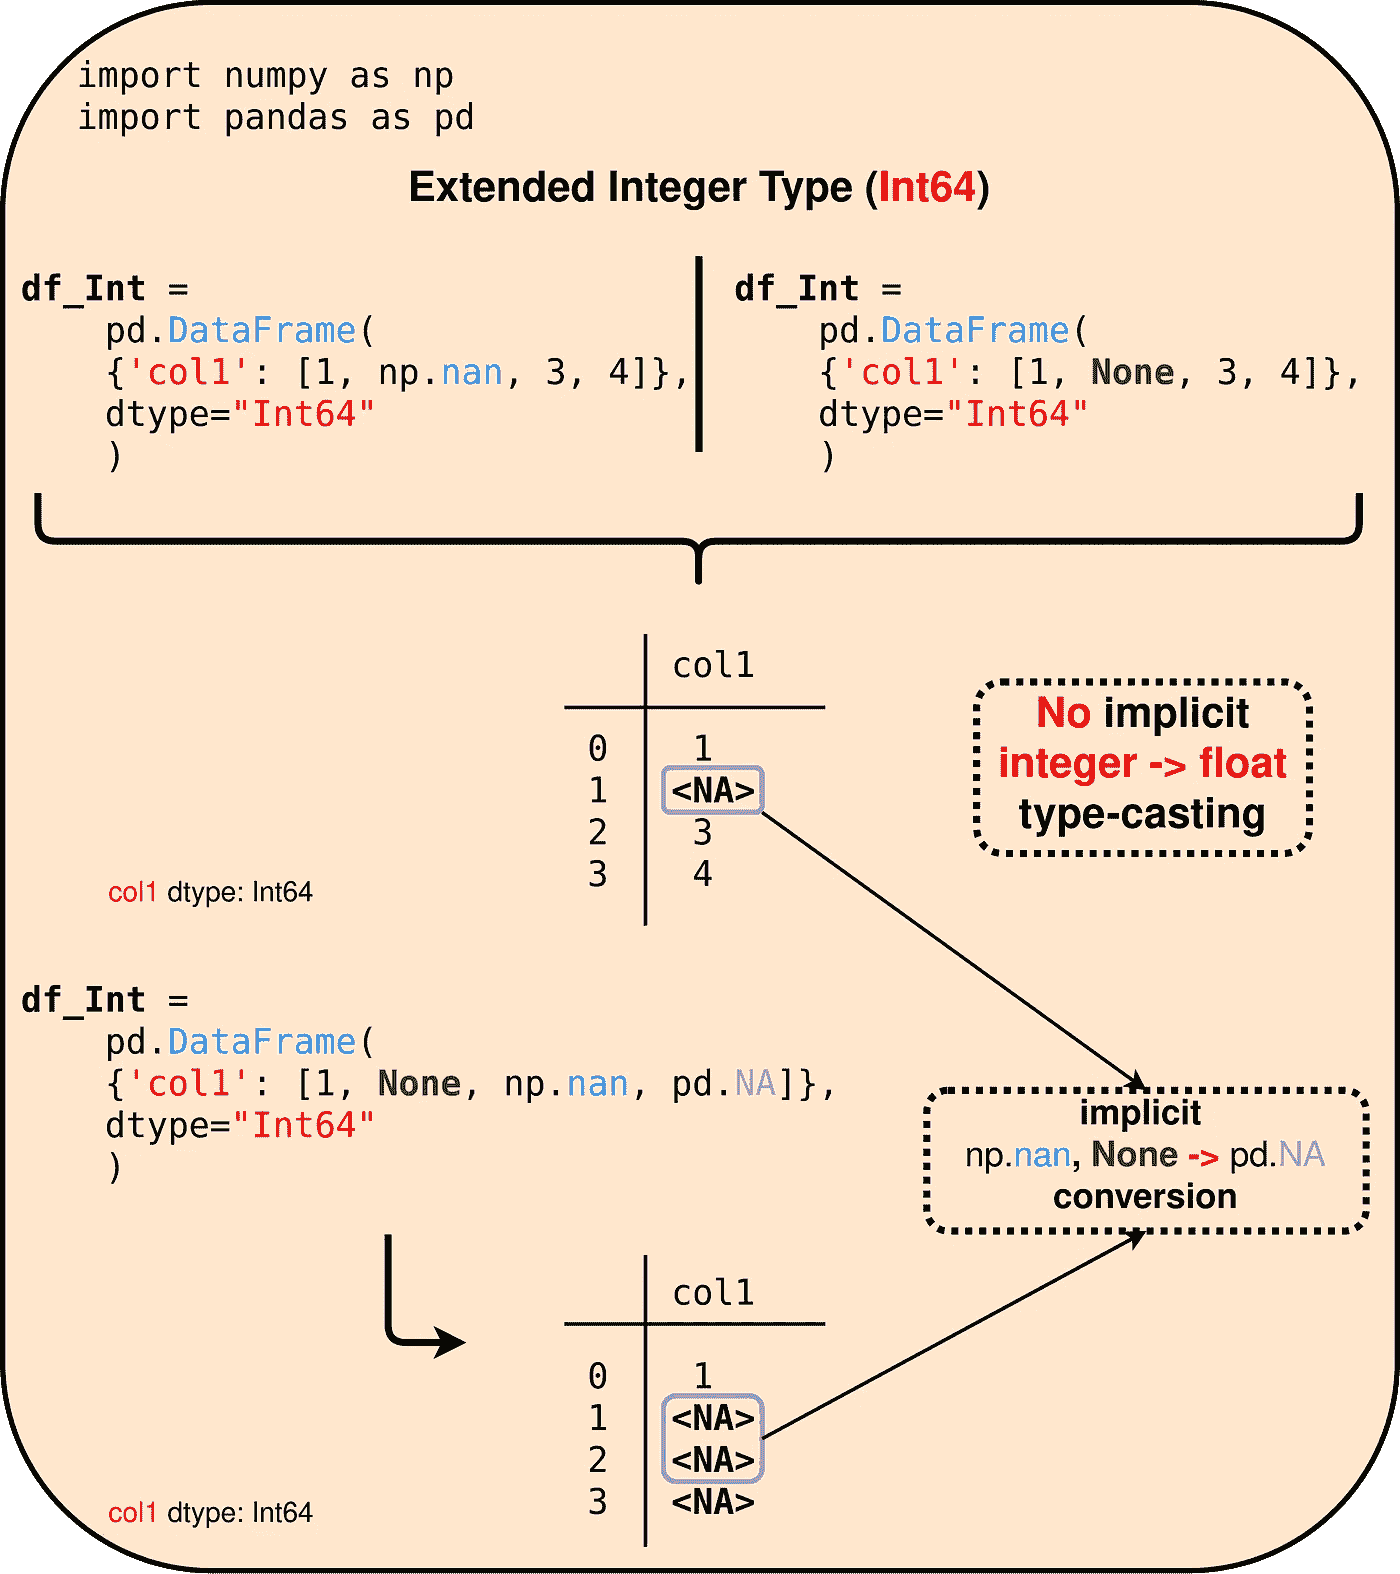 import numpy as np
import pandas as pd
Extended Integer Type (Int64)
df_Int =
pd.DataFrame(
{'col1': [1, np.nan, 3, 4]},
dtype="Int64"
)
df_Int =
pd.DataFrame(
{'col1': [1, None, 3, 4]},
dtype="Int64"
)
col1
0 1
1 <NA>
2 3
3 4
No implicit
integer -> float
type-casting
col1 dtype: Int64
df_Int =
pd.DataFrame(
{'col1': [1, None, np.nan, pd.NA]},
dtype="Int64"
)
implicit
np.nan, None -> pd.NA
conversion
col1
0 1
1 <NA>
2 <NA>
3 <NA>
col1 dtype: Int64